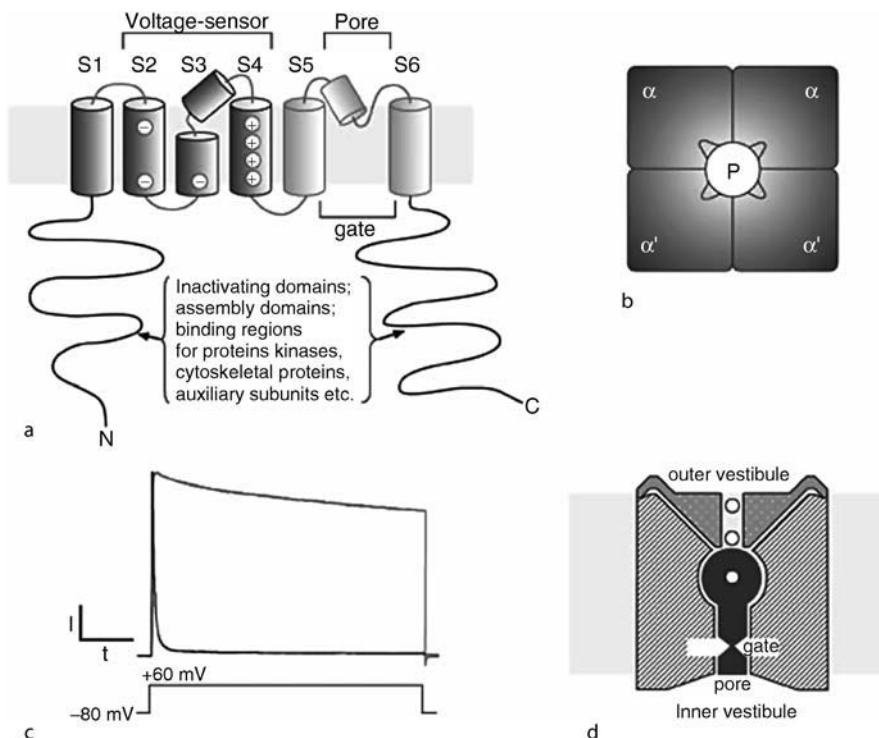 Voltage-sensor Pore
S1 S2 S3 S4 S5 S6
− + + + + − −
gate
Inactivating domains;
assembly domains;
binding regions
for proteins kinases,
cytoskeletal proteins,
auxiliary subunits etc.
N
C
a
α α
P
α' α'
b
I
t
+60 mV
−80 mV
c
outer vestibule
gate
pore
Inner vestibule
d